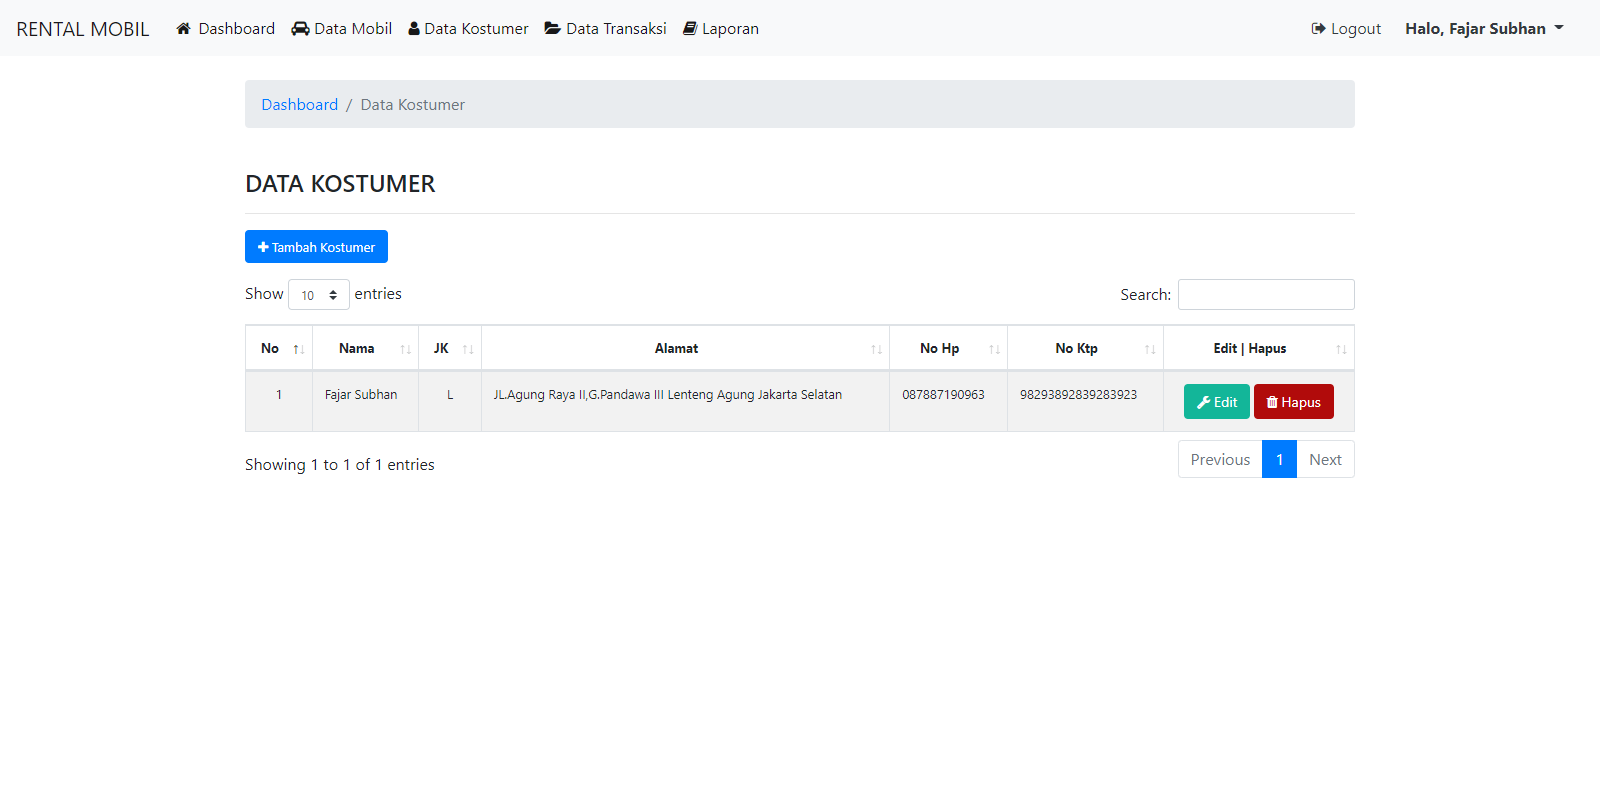 RENTAL MOBIL Dashboard Data Mobil Data Kostumer Data Transaksi Laporan Logout Halo, Fajar Subhan
Dashboard / Data Kostumer
DATA KOSTUMER
Tambah Kostumer
Show 10 entries Search:
No Nama JK Alamat No Hp No Ktp Edit | Hapus
1 Fajar Subhan L JL.Agung Raya II,G.Pandawa III Lenteng Agung Jakarta Selatan 087887190963 98293892839283923 Edit Hapus
Showing 1 to 1 of 1 entries Previous 1 Next